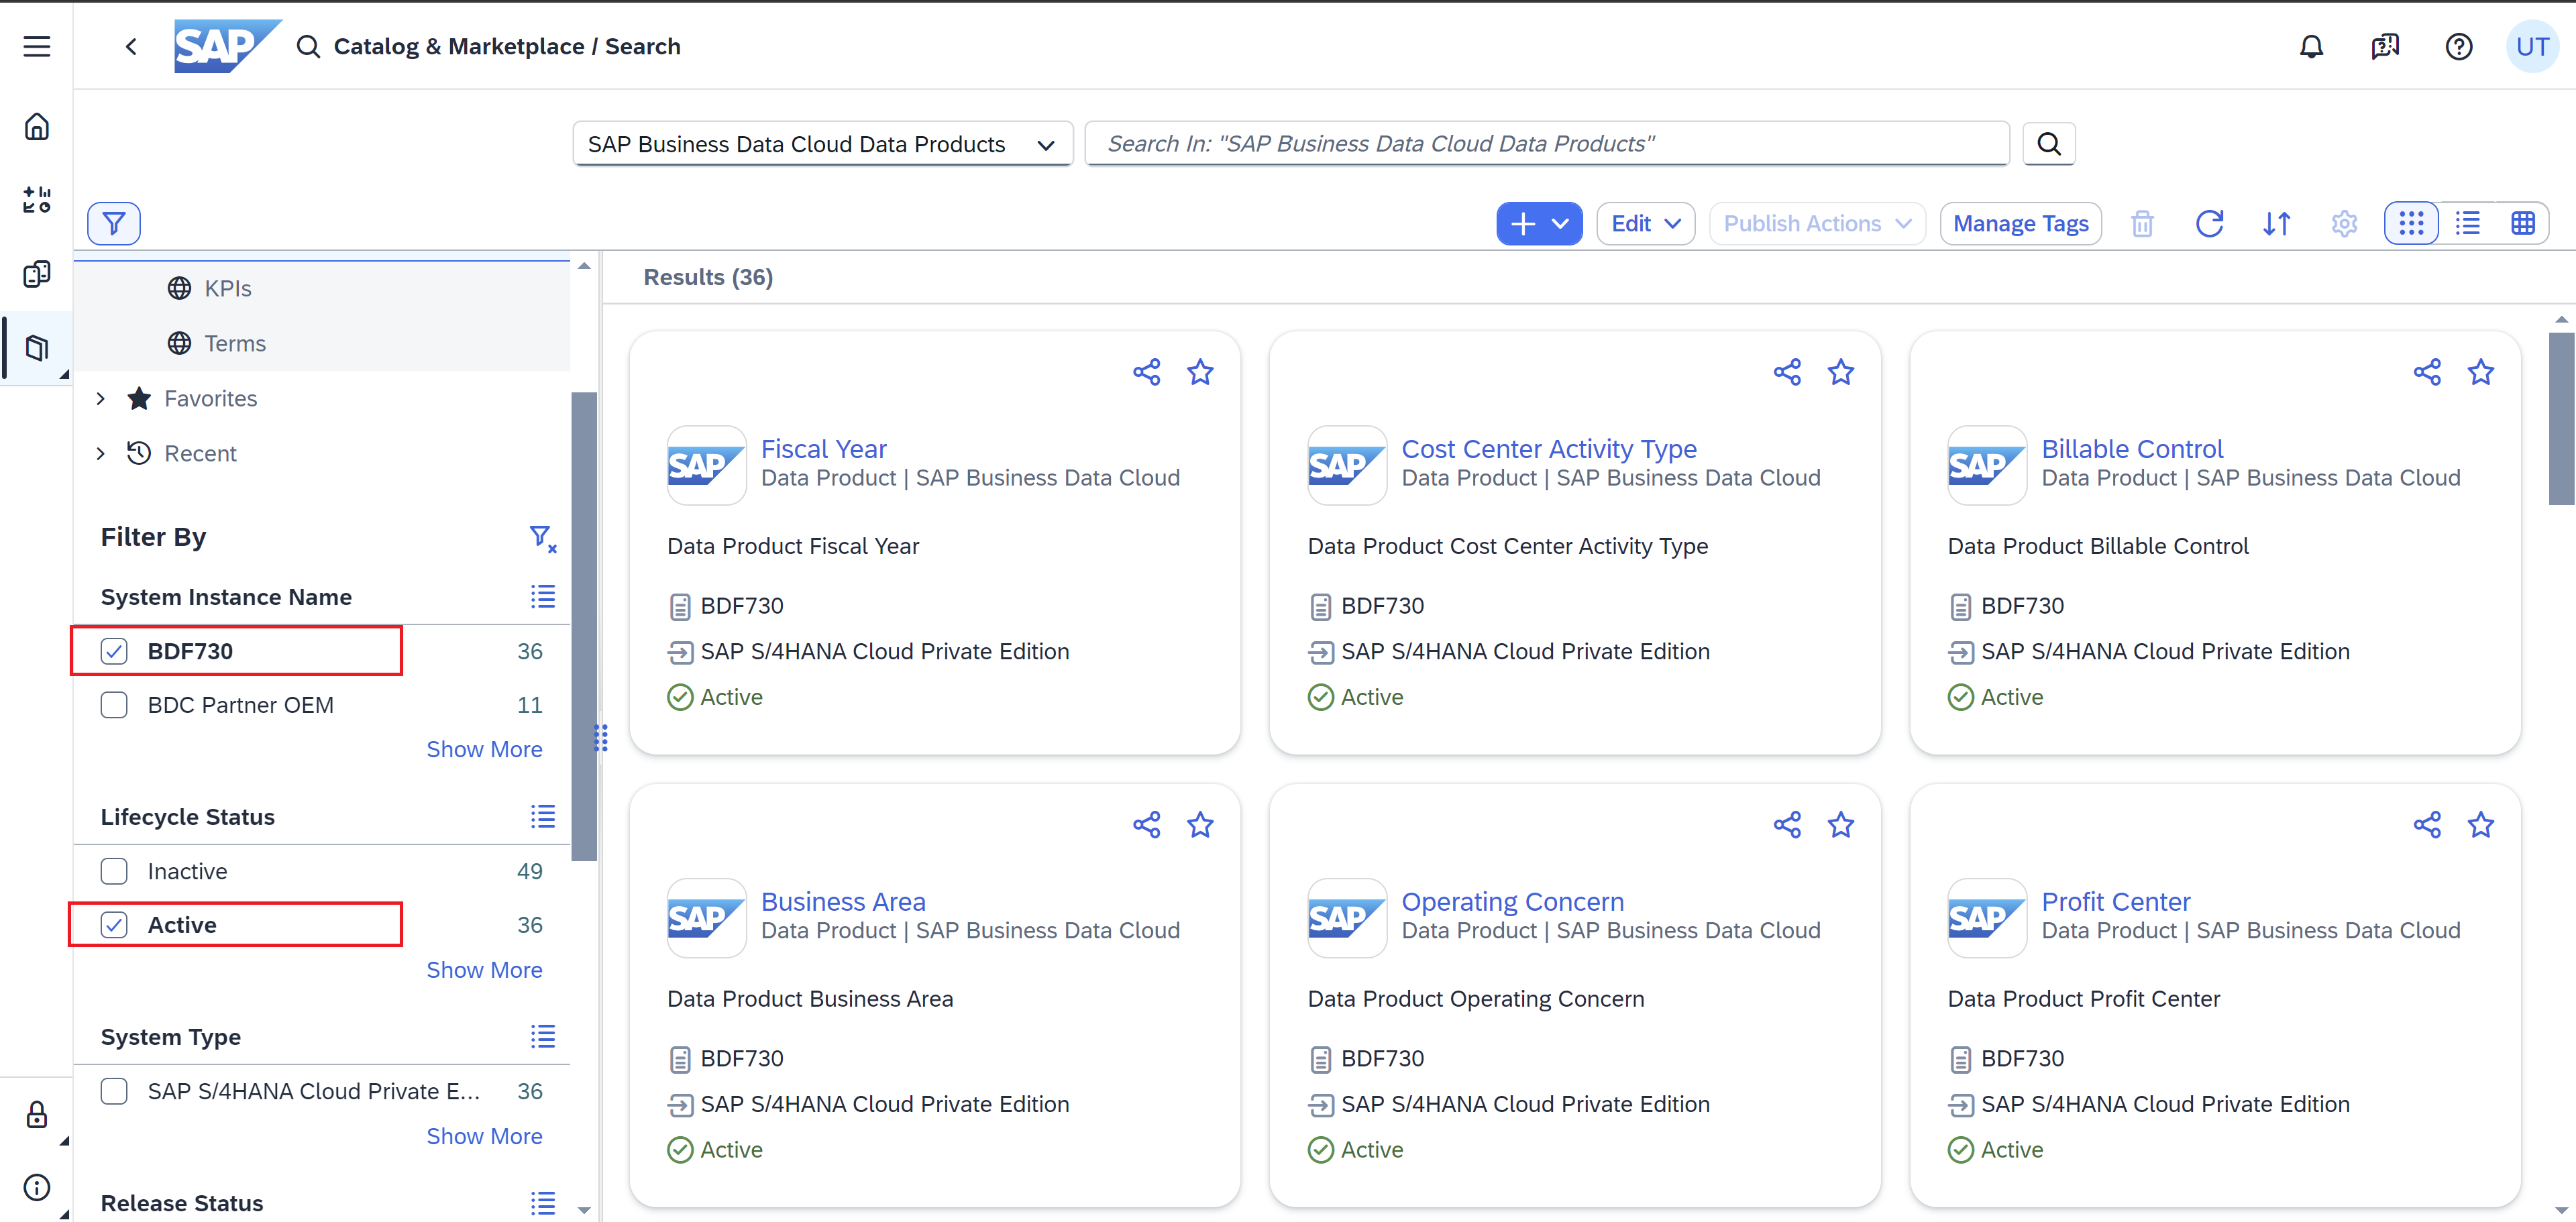 SAP
Catalog & Marketplace / Search
UT
SAP Business Data Cloud Data Products
Search In: "SAP Business Data Cloud Data Products"
Edit
Publish Actions
Manage Tags
KPIs
Terms
Favorites
Recent
Filter By
System Instance Name
BDF730 36
BDC Partner OEM 11
Show More
Lifecycle Status
Inactive 49
Active 36
Show More
System Type
SAP S/4HANA Cloud Private E... 36
Show More
Release Status
Results (36)
SAP
Fiscal Year
Data Product | SAP Business Data Cloud
Data Product Fiscal Year
BDF730
SAP S/4HANA Cloud Private Edition
Active
SAP
Cost Center Activity Type
Data Product | SAP Business Data Cloud
Data Product Cost Center Activity Type
BDF730
SAP S/4HANA Cloud Private Edition
Active
SAP
Billable Control
Data Product | SAP Business Data Cloud
Data Product Billable Control
BDF730
SAP S/4HANA Cloud Private Edition
Active
SAP
Business Area
Data Product | SAP Business Data Cloud
Data Product Business Area
BDF730
SAP S/4HANA Cloud Private Edition
Active
SAP
Operating Concern
Data Product | SAP Business Data Cloud
Data Product Operating Concern
BDF730
SAP S/4HANA Cloud Private Edition
Active
SAP
Profit Center
Data Product | SAP Business Data Cloud
Data Product Profit Center
BDF730
SAP S/4HANA Cloud Private Edition
Active